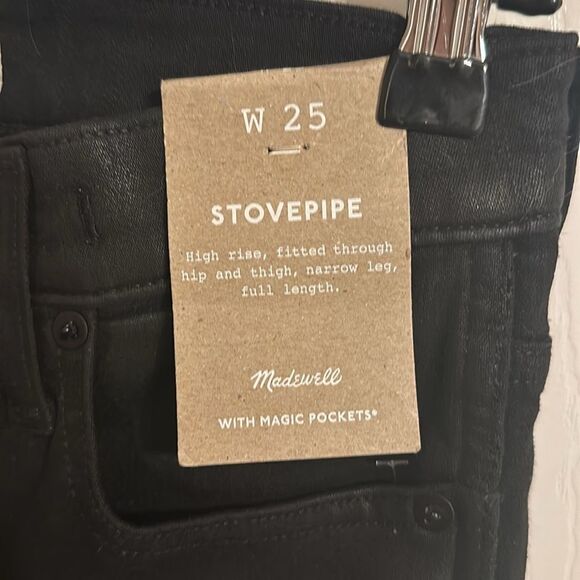 W 25
STOVEPIPE
High rise, fitted through
hip and thigh, narrow leg,
full length.
Madewell
WITH MAGIC POCKETS®